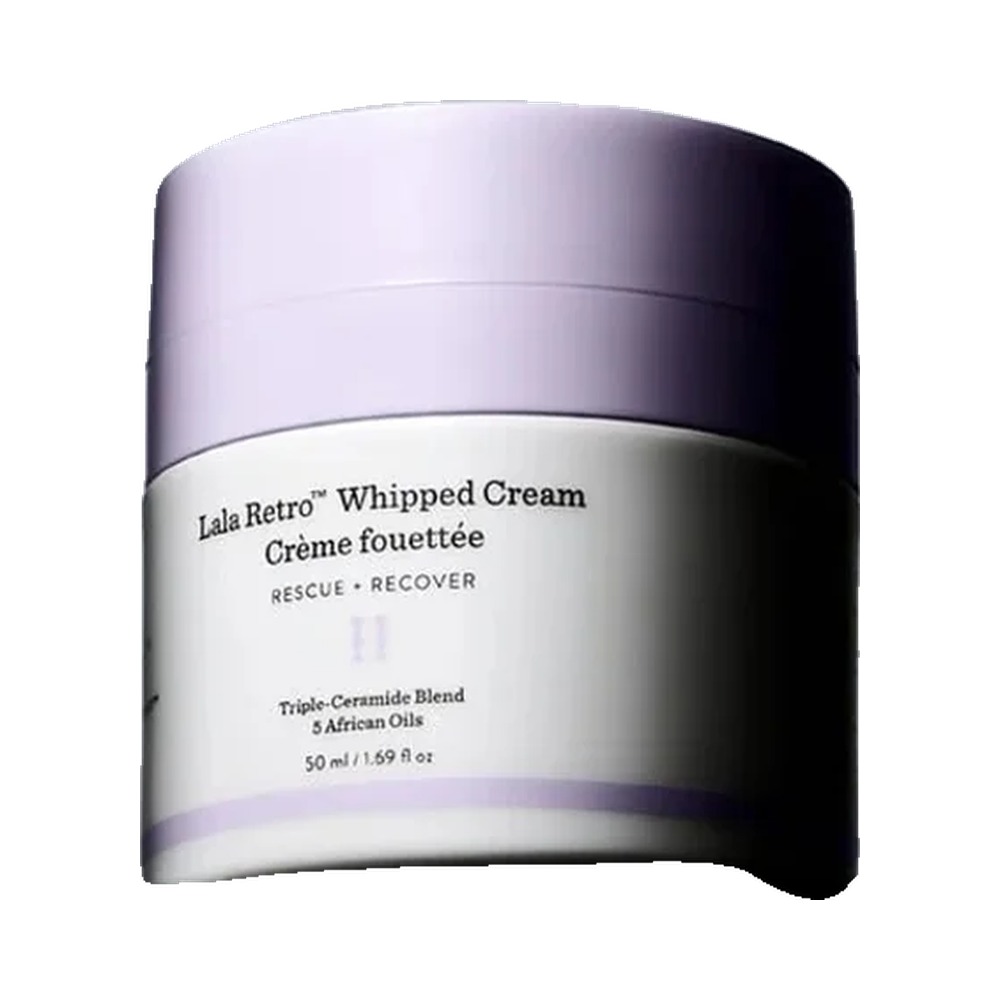 Lala Retro™ Whipped Cream
Crème fouettée
RESCUE + RECOVER
Triple-Ceramide Blend
5 African Oils
50 ml / 1.69 fl oz